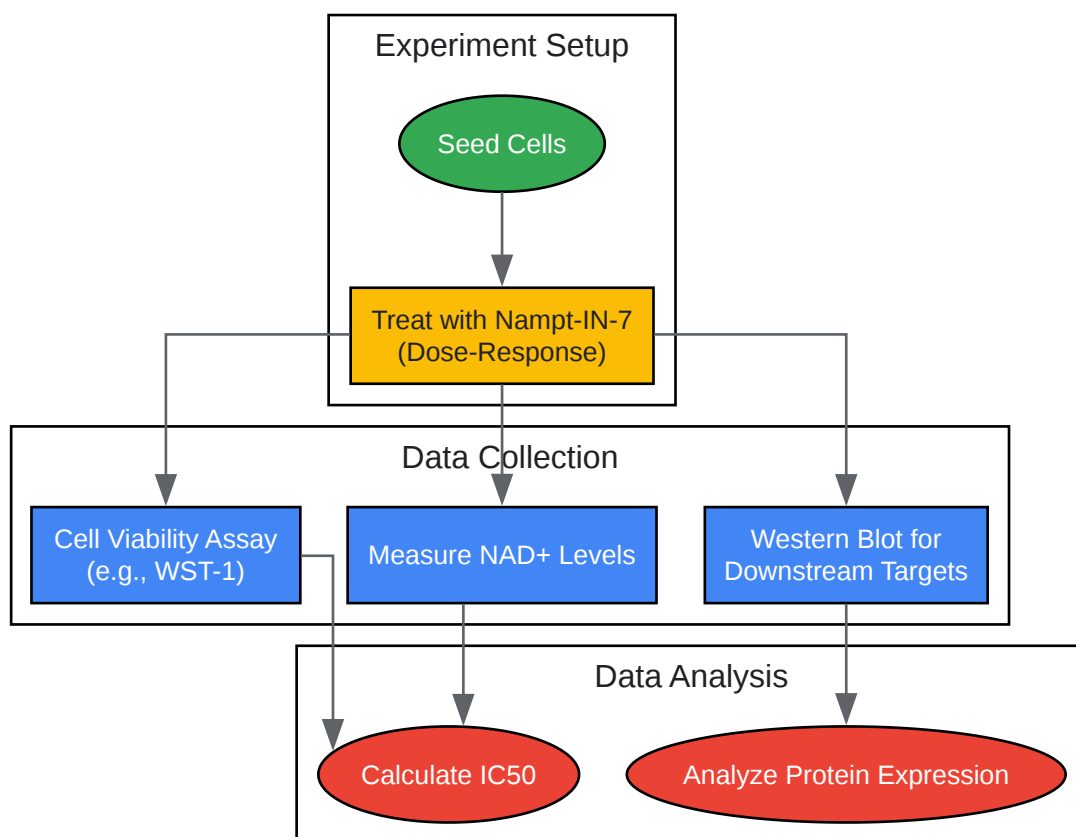 Experiment Setup
Seed Cells
Treat with Nampt-IN-7
(Dose-Response)
Data Collection
Cell Viability Assay
(e.g., WST-1)
Measure NAD+ Levels
Western Blot for
Downstream Targets
Data Analysis
Calculate IC50
Analyze Protein Expression